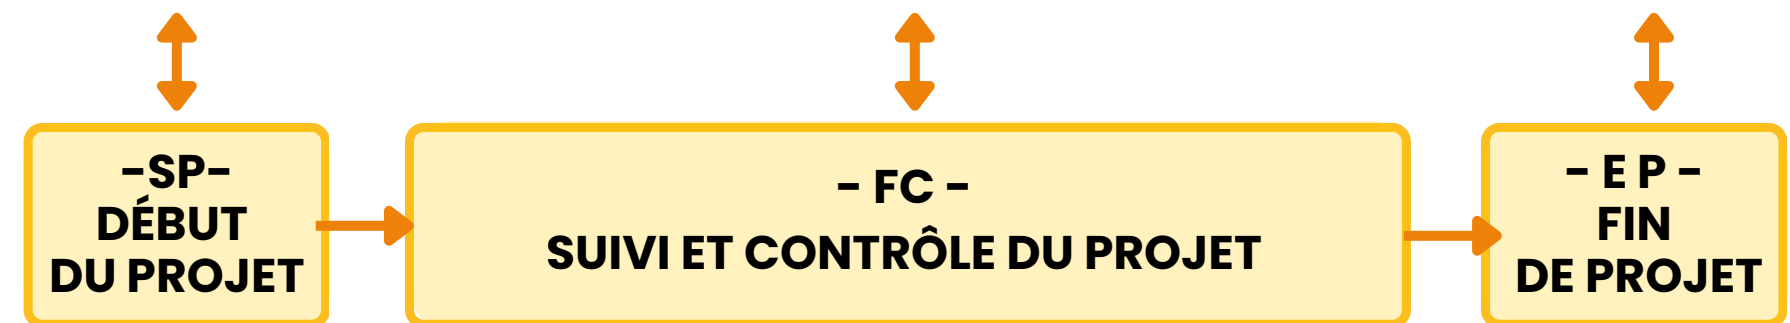 -SP-
DÉBUT
DU PROJET
- FC -
SUIVI ET CONTRÔLE DU PROJET
- E P -
FIN
DE PROJET